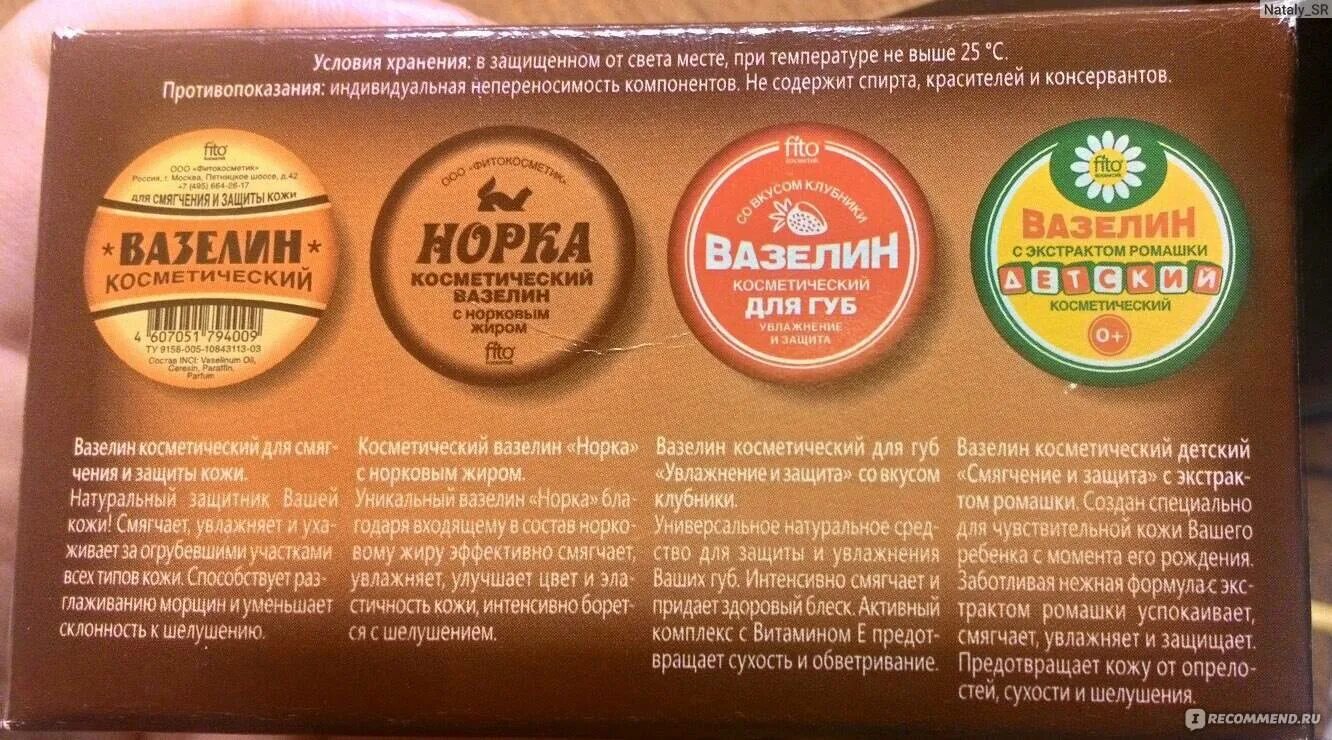 Nataly_SR
Условия хранения: в защищенном от света месте, при температуре не выше 25 °С.
Противопоказания: индивидуальная непереносимость компонентов. Не содержит спирта, красителей и консервантов.
fito
косметик
ООО «Фитокосметик»
Россия, г. Москва, Пятницкое шоссе, д.42
+7 (495) 664-26-17
ДЛЯ СМЯГЧЕНИЯ И ЗАЩИТЫ КОЖИ
*ВАЗЕЛИН*
КОСМЕТИЧЕСКИЙ
4 607051 794009
ТУ 9158-005-10843113-03
Состав INCI: Vaselinum Oil,
Ceresin, Paraffin,
Parfum
ООО «ФИТОКОСМЕТИК»
НОРКА
КОСМЕТИЧЕСКИЙ
ВАЗЕЛИН
С НОРКОВЫМ
ЖИРОМ
fito
косметик
fito
косметик
СО ВКУСОМ КЛУБНИКИ
ВАЗЕЛИН
КОСМЕТИЧЕСКИЙ
ДЛЯ ГУБ
УВЛАЖНЕНИЕ
И ЗАЩИТА
fito
косметик
ВАЗЕЛИН
С ЭКСТРАКТОМ РОМАШКИ
ДЕТСКИЙ
КОСМЕТИЧЕСКИЙ
0+
Вазелин косметический для смяг-
чения и защиты кожи.
Натуральный защитник Вашей
кожи! Смягчает, увлажняет и уха-
живает за огрубевшими участками
всех типов кожи. Способствует раз-
глаживанию морщин и уменьшает
склонность к шелушению.
Косметический вазелин «Норка»
с норковым жиром.
Уникальный вазелин «Норка» бла-
годаря входящему в состав норко-
вому жиру эффективно смягчает,
увлажняет, улучшает цвет и эла-
стичность кожи, интенсивно борет-
ся с шелушением.
Вазелин косметический для губ
«Увлажнение и защита» со вкусом
клубники.
Универсальное натуральное сред-
ство для защиты и увлажнения
Ваших губ. Интенсивно смягчает и
придает здоровый блеск. Активный
комплекс с Витамином Е предот-
вращает сухость и обветривание.
Вазелин косметический детский
«Смягчение и защита» с экстрак-
том ромашки. Создан специально
для чувствительной кожи Вашего
ребенка с момента его рождения.
Заботливая нежная формула с экс-
трактом ромашки успокаивает,
смягчает, увлажняет и защищает.
Предотвращает кожу от опрело-
стей, сухости и шелушения.
IRECOMMEND.RU